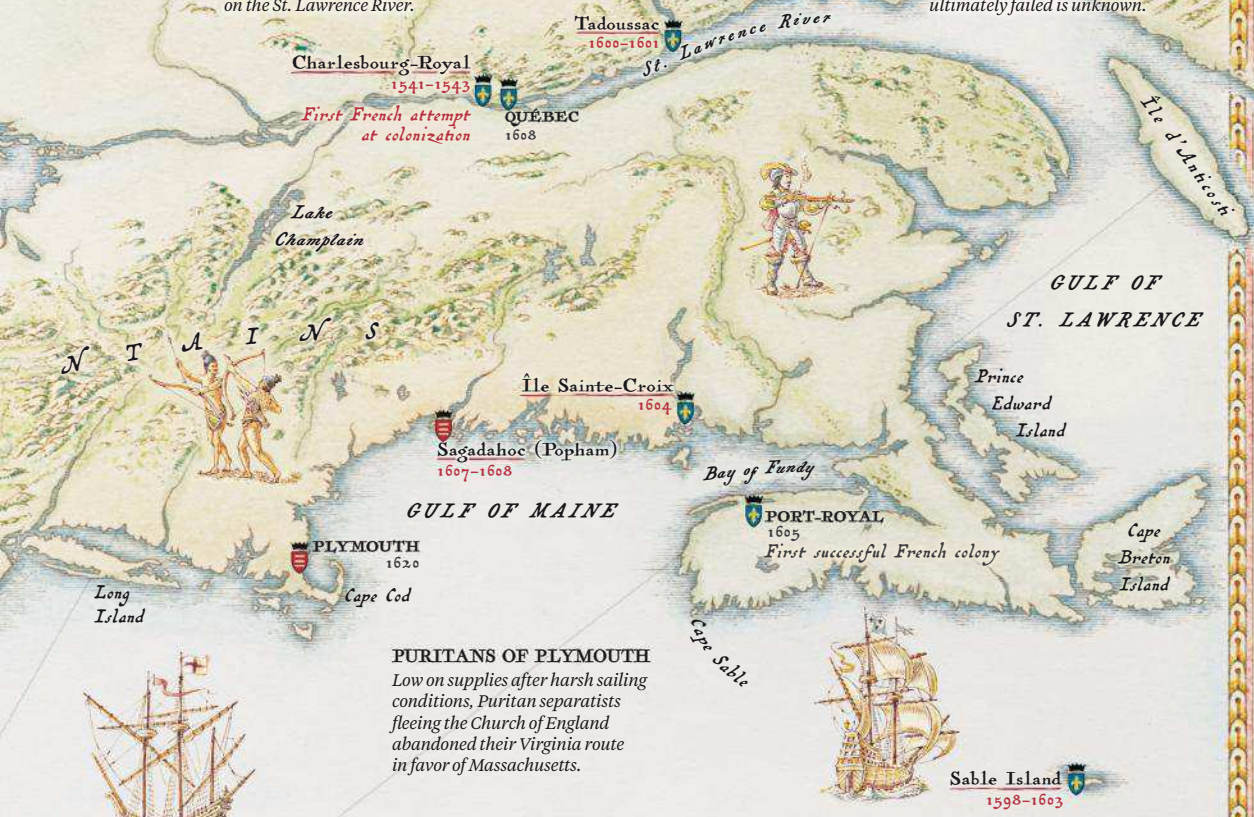 on the St. Lawrence River.
ultimately failed is unknown.
Tadoussac
1600–1601
St. Lawrence River
Charlesbourg-Royal
1541–1543
First French attempt
at colonization
QUÉBEC
1608
Île d'Anticosti
Lake
Champlain
GULF OF
ST. LAWRENCE
N T A I N S
Prince
Edward
Island
Île Sainte-Croix
1604
Sagadahoc (Popham)
1607–1608
Bay of Fundy
GULF OF MAINE
PORT-ROYAL
1605
First successful French colony
Cape
Breton
Island
PLYMOUTH
1620
Long
Island
Cape Cod
Cape Sable
PURITANS OF PLYMOUTH
Low on supplies after harsh sailing
conditions, Puritan separatists
fleeing the Church of England
abandoned their Virginia route
in favor of Massachusetts.
Sable Island
1598–1603